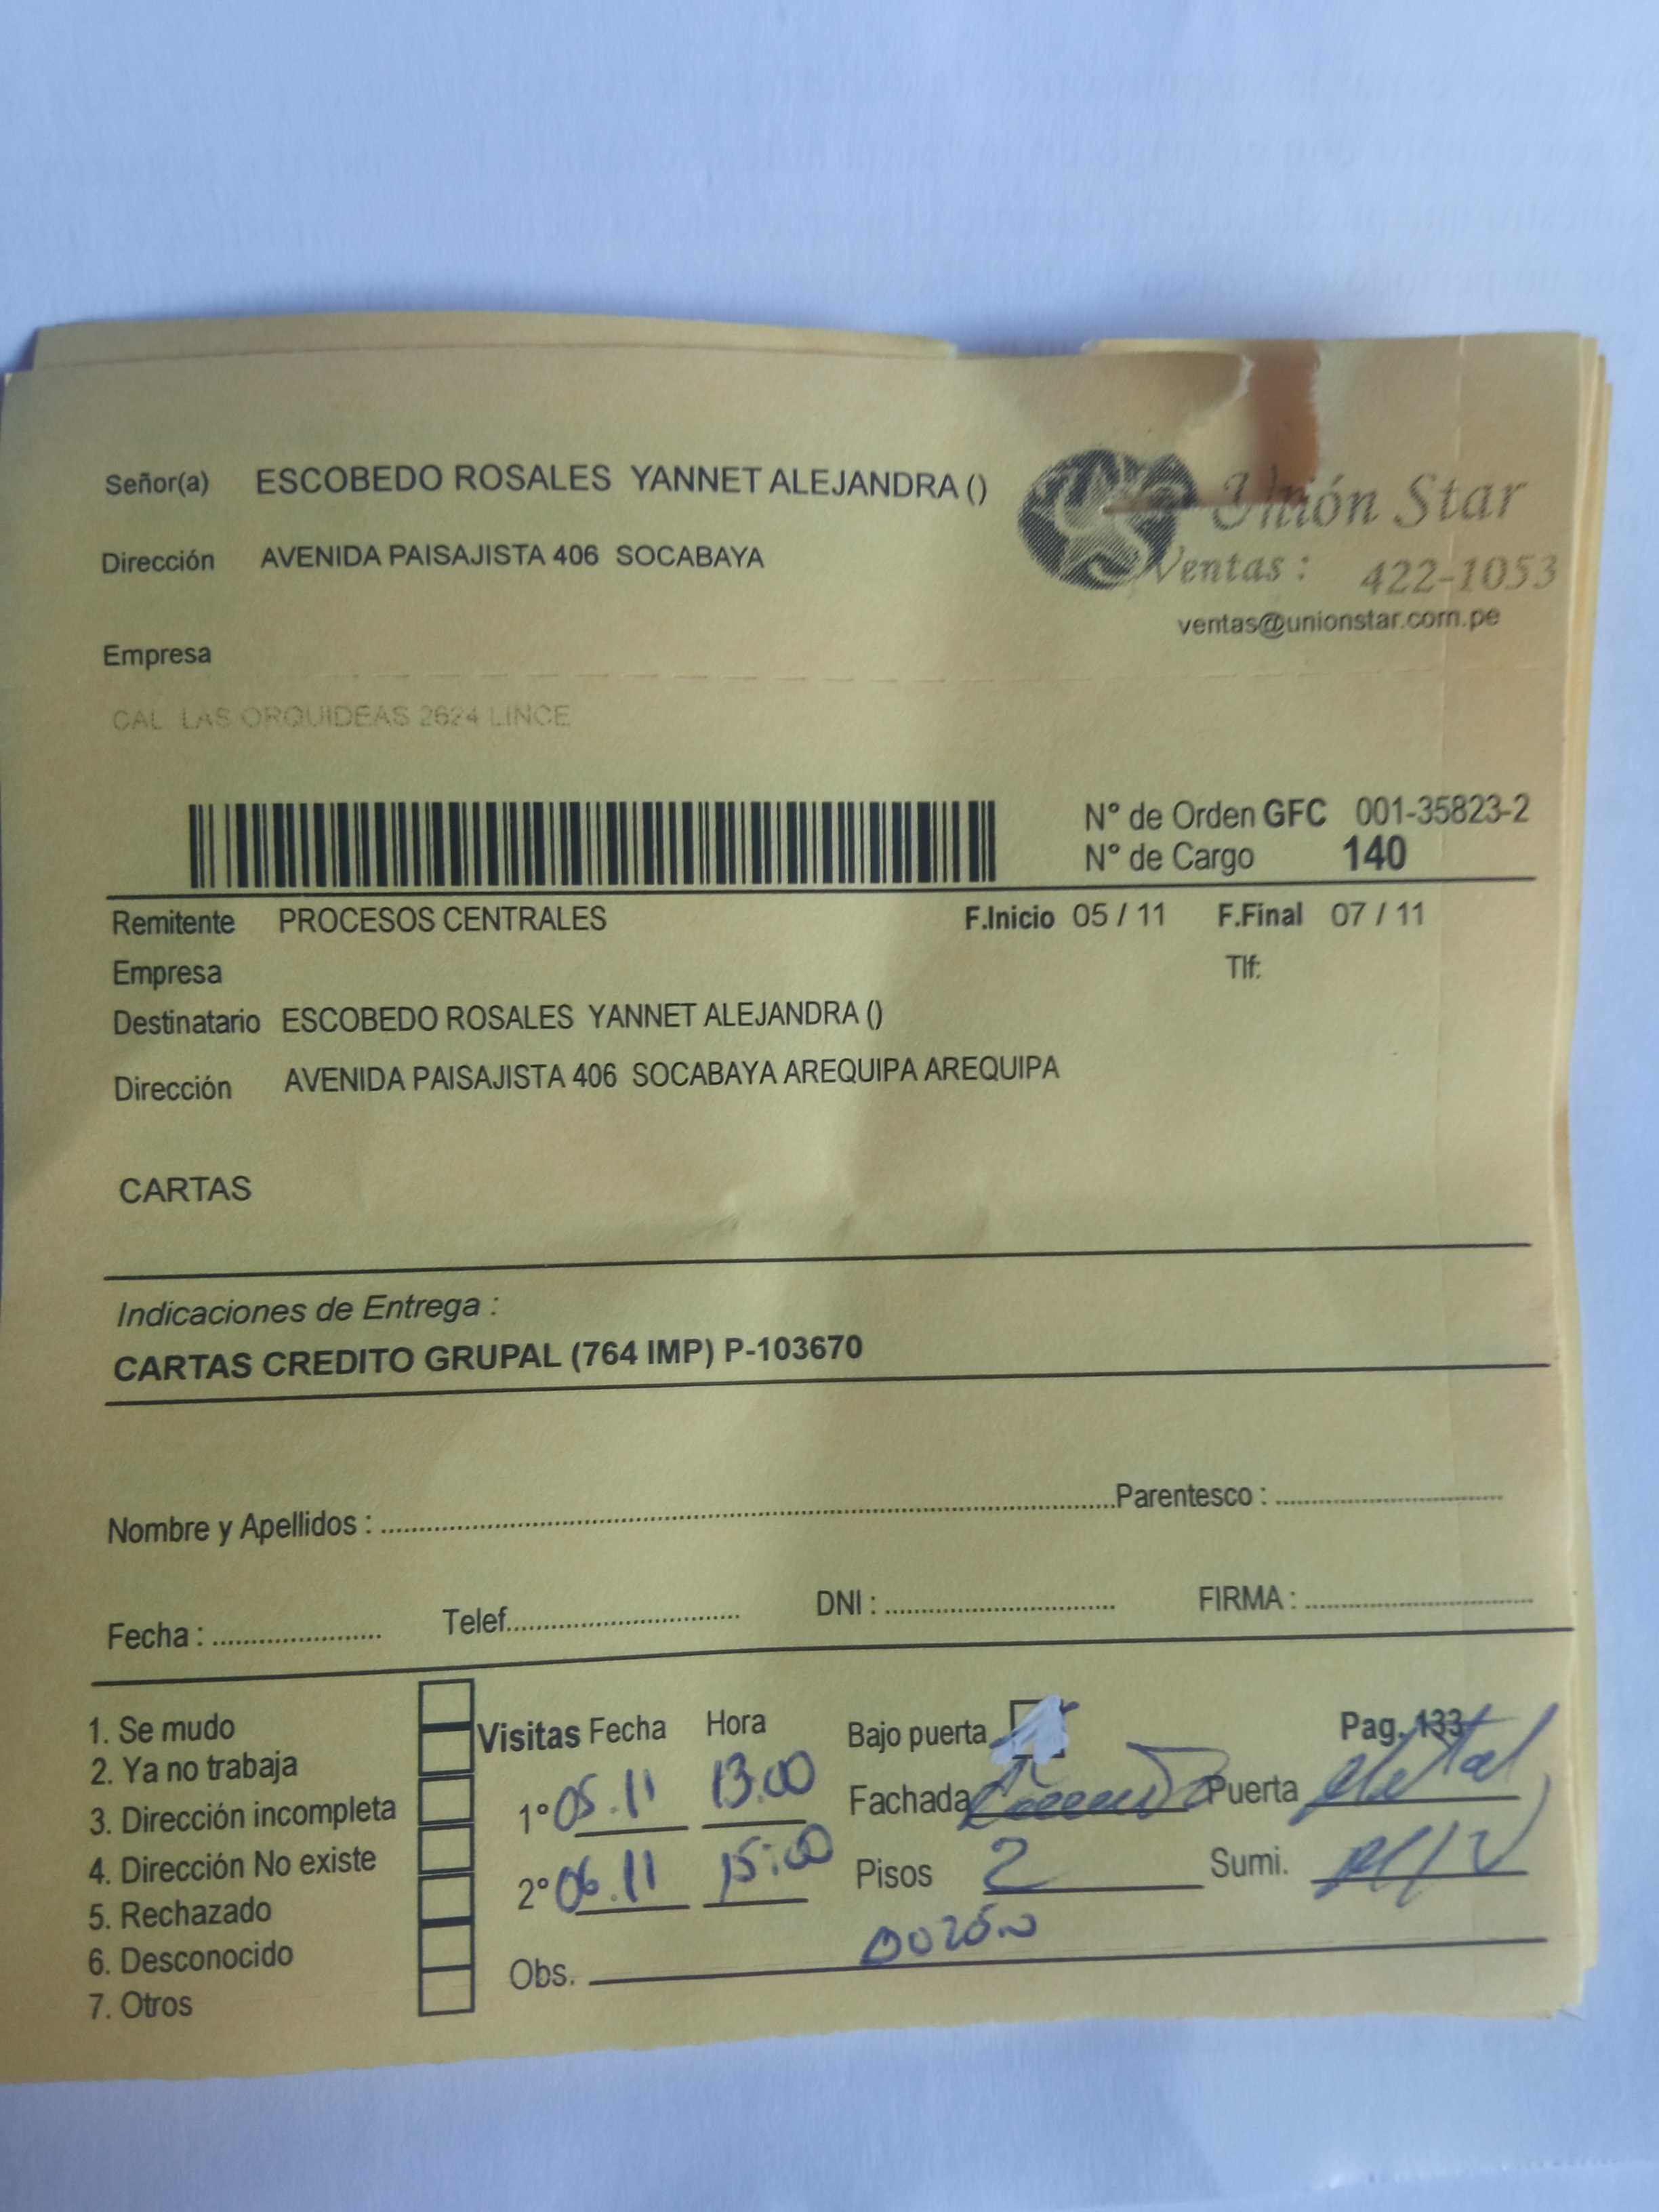 Señor(a) ESCOBEDO ROSALES YANNET ALEJANDRA ()
Unión Star
Dirección AVENIDA PAISAJISTA 406 SOCABAYA
Ventas : 422-1053
ventas@unionstar.com.pe
Empresa
CAL LAS ORQUIDEAS 2624 LINCE
N° de Orden GFC 001-35823-2
N° de Cargo 140
Remitente PROCESOS CENTRALES F.Inicio 05 / 11 F.Final 07 / 11
Empresa Tlf:
Destinatario ESCOBEDO ROSALES YANNET ALEJANDRA ()
Dirección AVENIDA PAISAJISTA 406 SOCABAYA AREQUIPA AREQUIPA
CARTAS
Indicaciones de Entrega :
CARTAS CREDITO GRUPAL (764 IMP) P-103670
Nombre y Apellidos : Parentesco :
Fecha : Telef. DNI : FIRMA :
1. Se mudo
2. Ya no trabaja
3. Dirección incompleta
4. Dirección No existe
5. Rechazado
6. Desconocido
7. Otros
Visitas Fecha Hora Bajo puerta Pag. 133
1° 05.11 13.00 Fachada Puerta Metal
2° 06.11 15:00 Pisos 2 Sumi.
Obs.